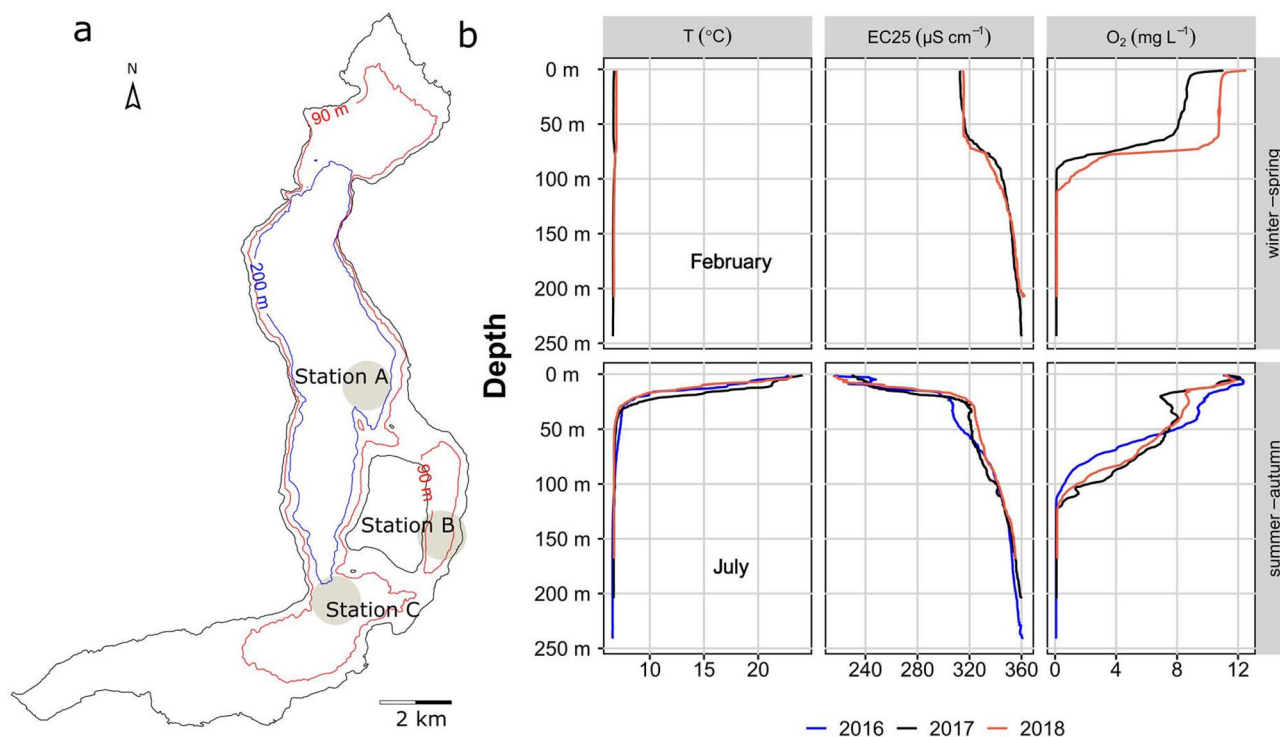 a
N
90 m
200 m
Station A
90 m
Station B
Station C
2 km
b
T (°C)
EC25 (µS cm⁻¹)
O₂ (mg L⁻¹)
Depth
0 m
50 m
100 m
150 m
200 m
250 m
February
winter –spring
0 m
50 m
100 m
150 m
200 m
250 m
July
summer –autumn
10 15 20
240 280 320 360
0 4 8 12
2016 2017 2018